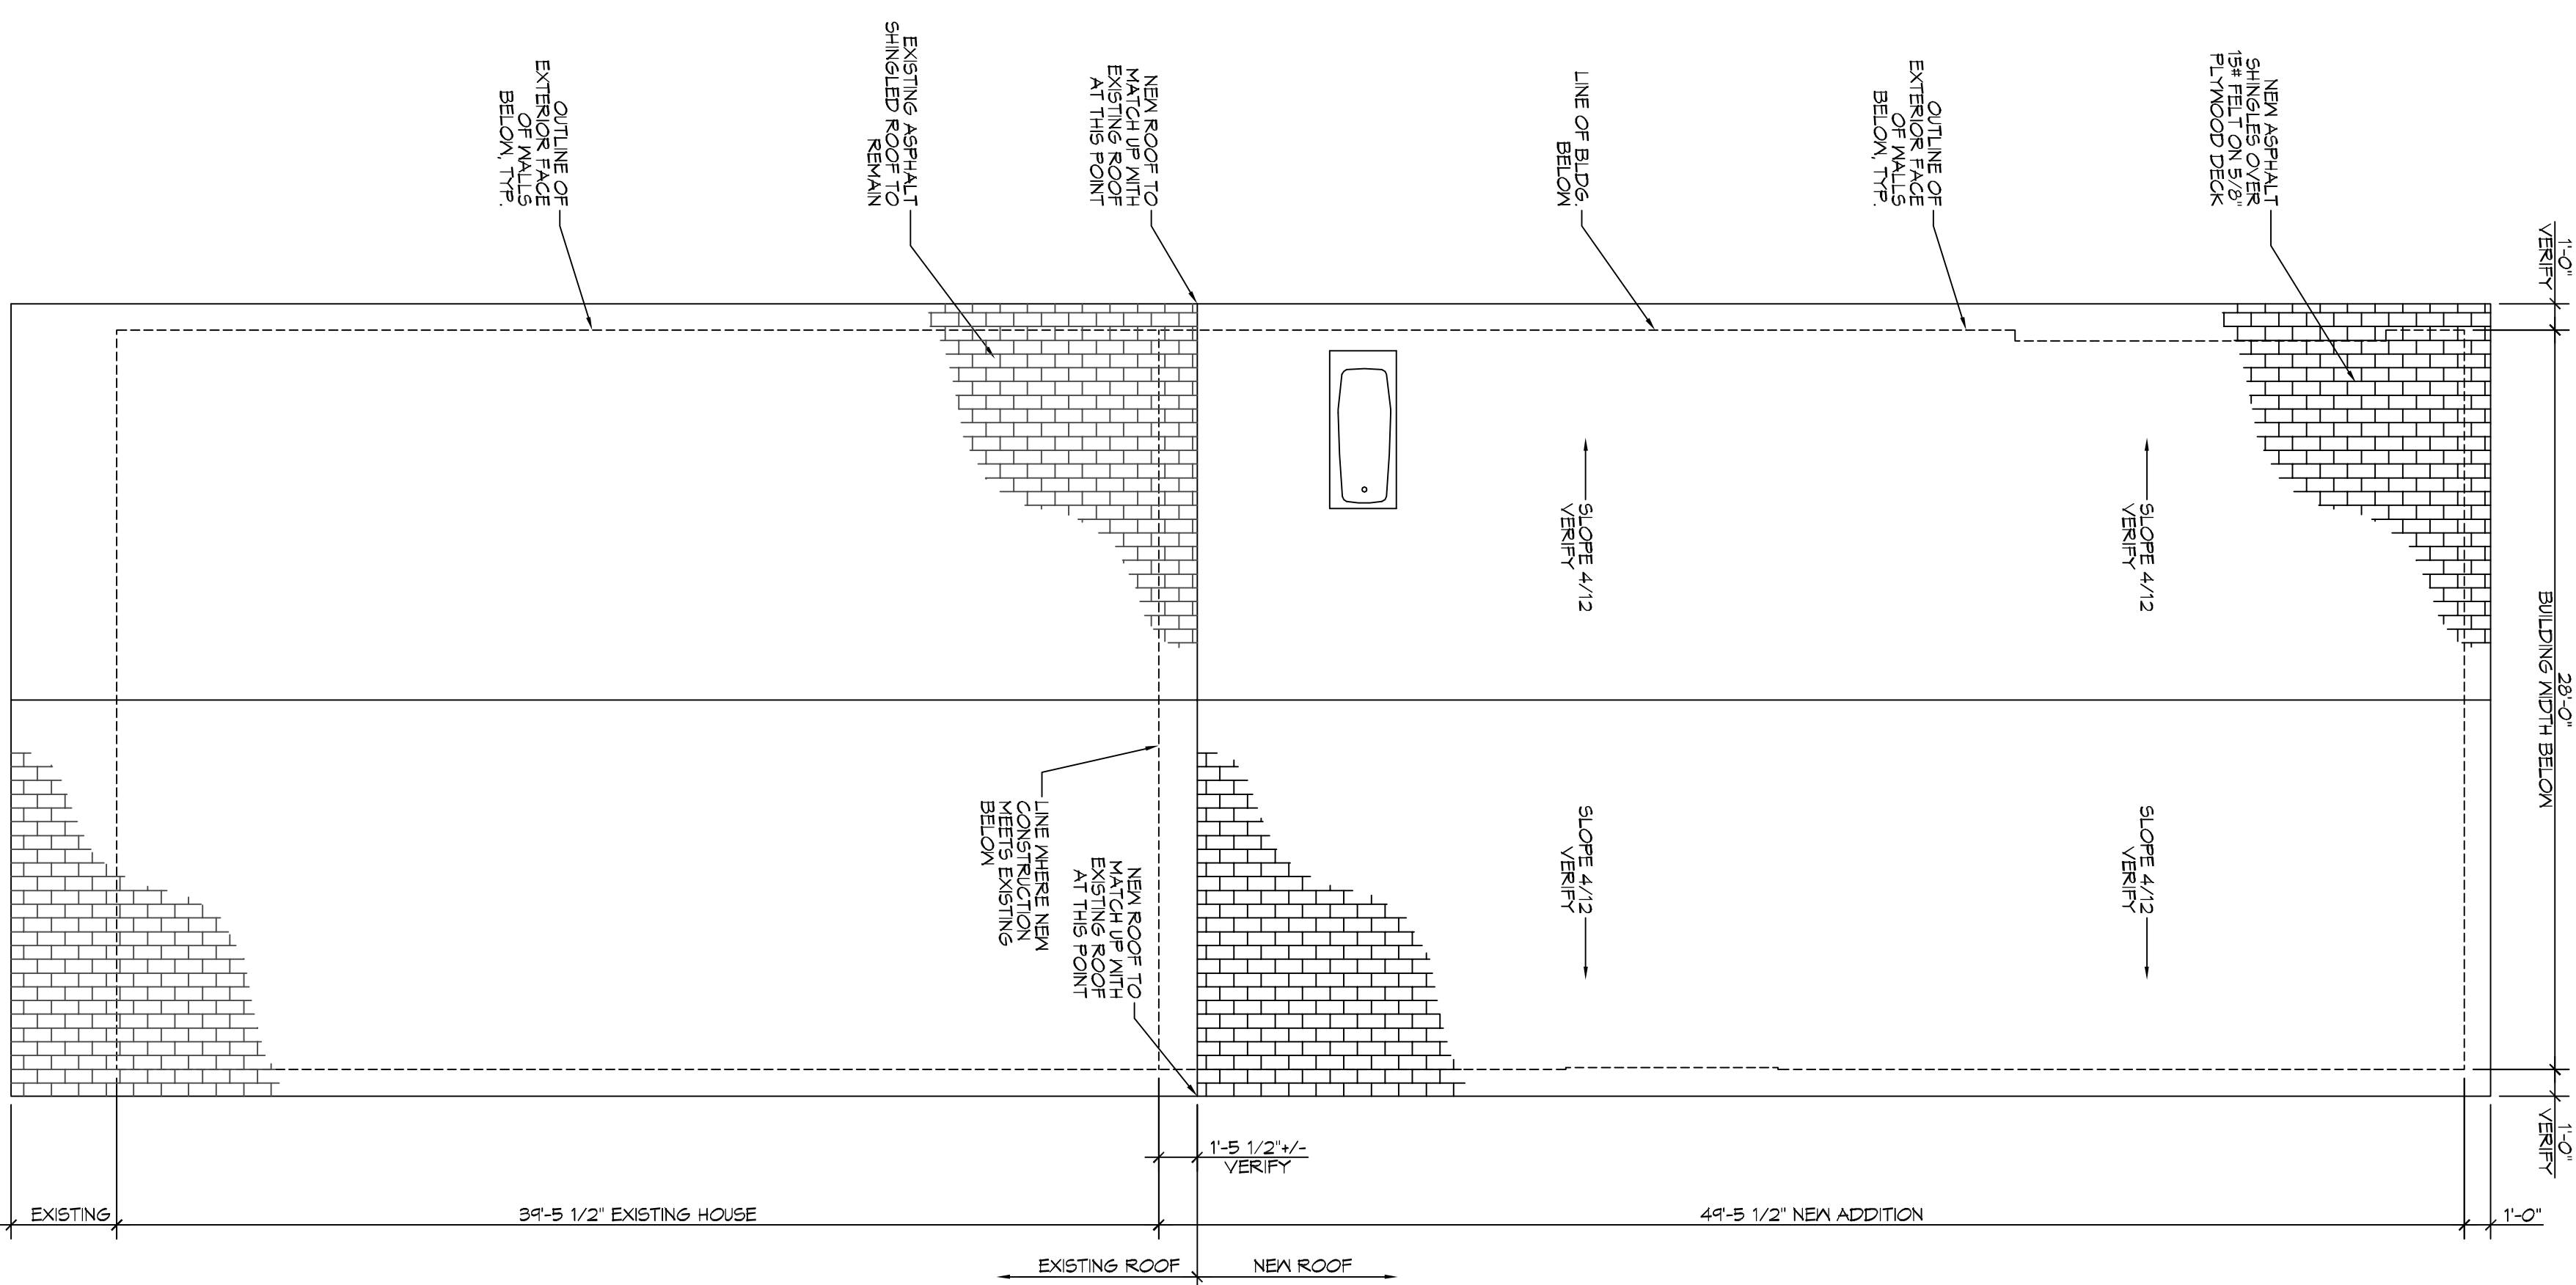 OUTLINE OF
EXTERIOR FACE
OF WALLS
BELOW, TYP.
EXISTING ASPHALT
SHINGLED ROOF TO
REMAIN
NEW ROOF TO
MATCH UP WITH
EXISTING ROOF
AT THIS POINT
LINE OF BLDG.
BELOW
OUTLINE OF
EXTERIOR FACE
OF WALLS
BELOW, TYP.
NEW ASPHALT
SHINGLES OVER
15# FELT ON 5/8"
PLYWOOD DECK
1'-0"
VERIFY
28'-0"
BUILDING WIDTH BELOW
1'-0"
VERIFY
SLOPE 4/12
VERIFY
SLOPE 4/12
VERIFY
SLOPE 4/12
VERIFY
SLOPE 4/12
VERIFY
LINE WHERE NEW
CONSTRUCTION
MEETS EXISTING
BELOW
NEW ROOF TO
MATCH UP WITH
EXISTING ROOF
AT THIS POINT
1'-5 1/2"+/-
VERIFY
EXISTING
39'-5 1/2" EXISTING HOUSE
49'-5 1/2" NEW ADDITION
1'-0"
EXISTING ROOF
NEW ROOF